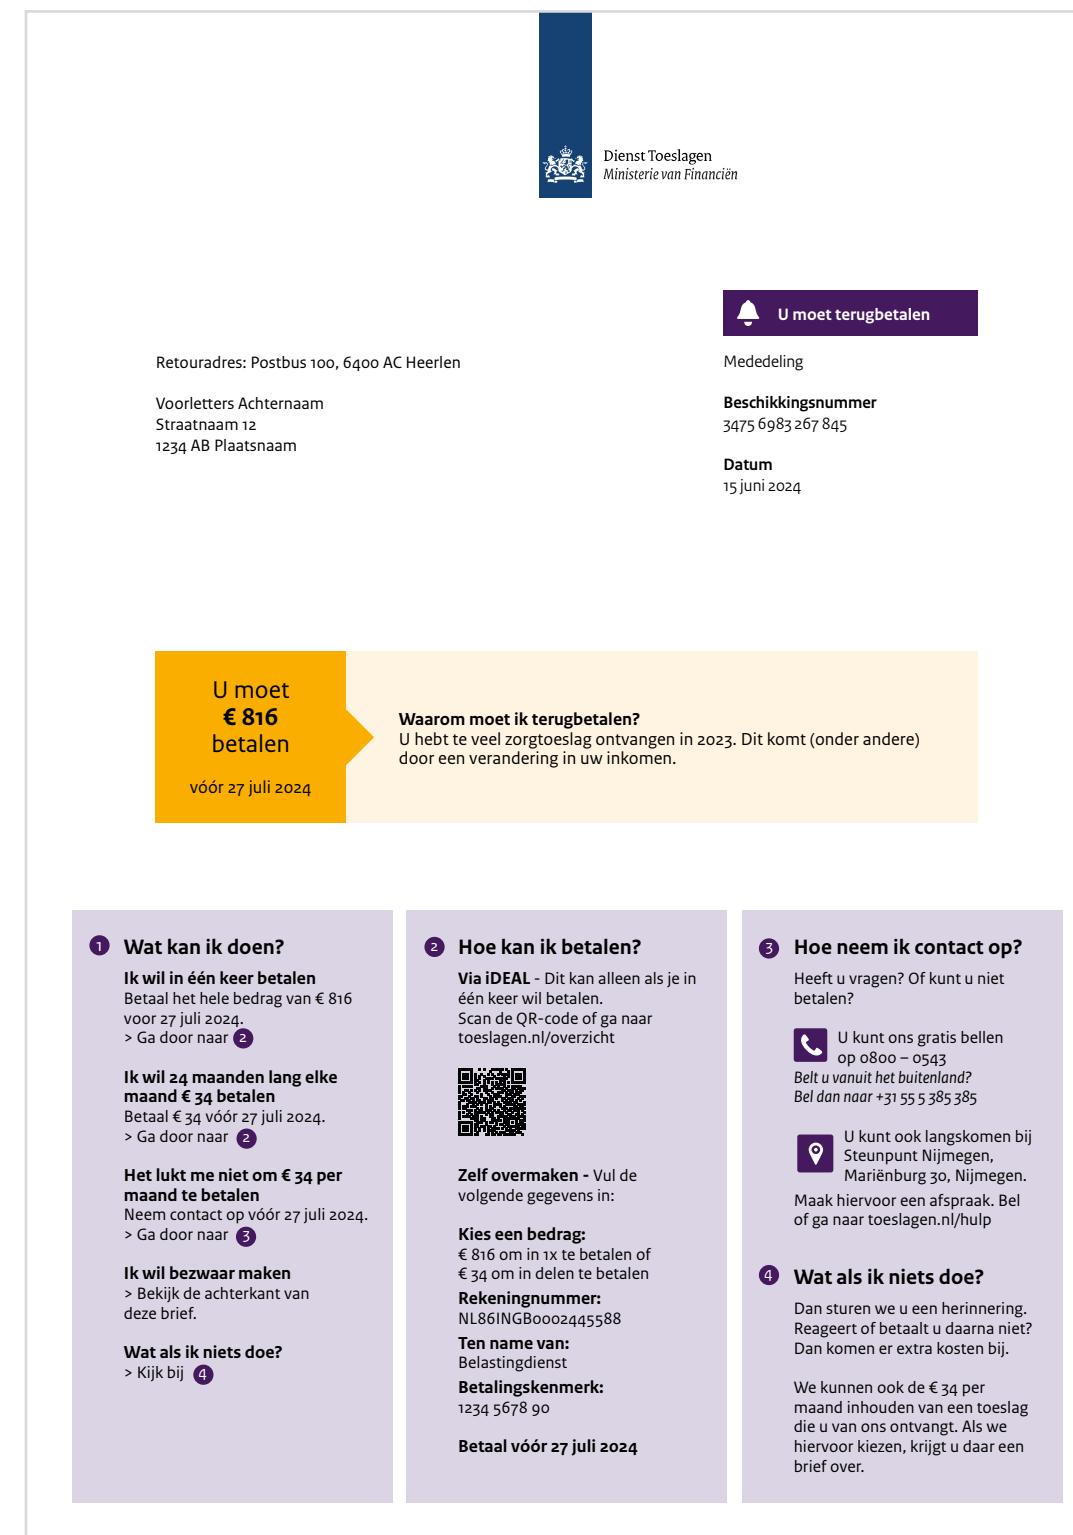 Dienst Toeslagen
Ministerie van Financiën
U moet terugbetalen
Retouradres: Postbus 100, 6400 AC Heerlen
Voorletters Achternaam
Straatnaam 12
1234 AB Plaatsnaam
Mededeling
Beschikkingsnummer
3475 6983 267 845
Datum
15 juni 2024
U moet
€ 816
betalen
vóór 27 juli 2024
Waarom moet ik terugbetalen?
U hebt te veel zorgtoeslag ontvangen in 2023. Dit komt (onder andere)
door een verandering in uw inkomen.
1 Wat kan ik doen?
Ik wil in één keer betalen
Betaal het hele bedrag van € 816
voor 27 juli 2024.
> Ga door naar 2
Ik wil 24 maanden lang elke
maand € 34 betalen
Betaal € 34 vóór 27 juli 2024.
> Ga door naar 2
Het lukt me niet om € 34 per
maand te betalen
Neem contact op vóór 27 juli 2024.
> Ga door naar 3
Ik wil bezwaar maken
> Bekijk de achterkant van
deze brief.
Wat als ik niets doe?
> Kijk bij 4
2 Hoe kan ik betalen?
Via iDEAL - Dit kan alleen als je in
één keer wil betalen.
Scan de QR-code of ga naar
toeslagen.nl/overzicht
Zelf overmaken - Vul de
volgende gegevens in:
Kies een bedrag:
€ 816 om in 1x te betalen of
€ 34 om in delen te betalen
Rekeningnummer:
NL86INGB0002445588
Ten name van:
Belastingdienst
Betalingskenmerk:
1234 5678 90
Betaal vóór 27 juli 2024
3 Hoe neem ik contact op?
Heeft u vragen? Of kunt u niet
betalen?
U kunt ons gratis bellen
op 0800 – 0543
Belt u vanuit het buitenland?
Bel dan naar +31 55 5 385 385
U kunt ook langskomen bij
Steunpunt Nijmegen,
Mariënburg 30, Nijmegen.
Maak hiervoor een afspraak. Bel
of ga naar toeslagen.nl/hulp
4 Wat als ik niets doe?
Dan sturen we u een herinnering.
Reageert of betaalt u daarna niet?
Dan komen er extra kosten bij.
We kunnen ook de € 34 per
maand inhouden van een toeslag
die u van ons ontvangt. Als we
hiervoor kiezen, krijgt u daar een
brief over.